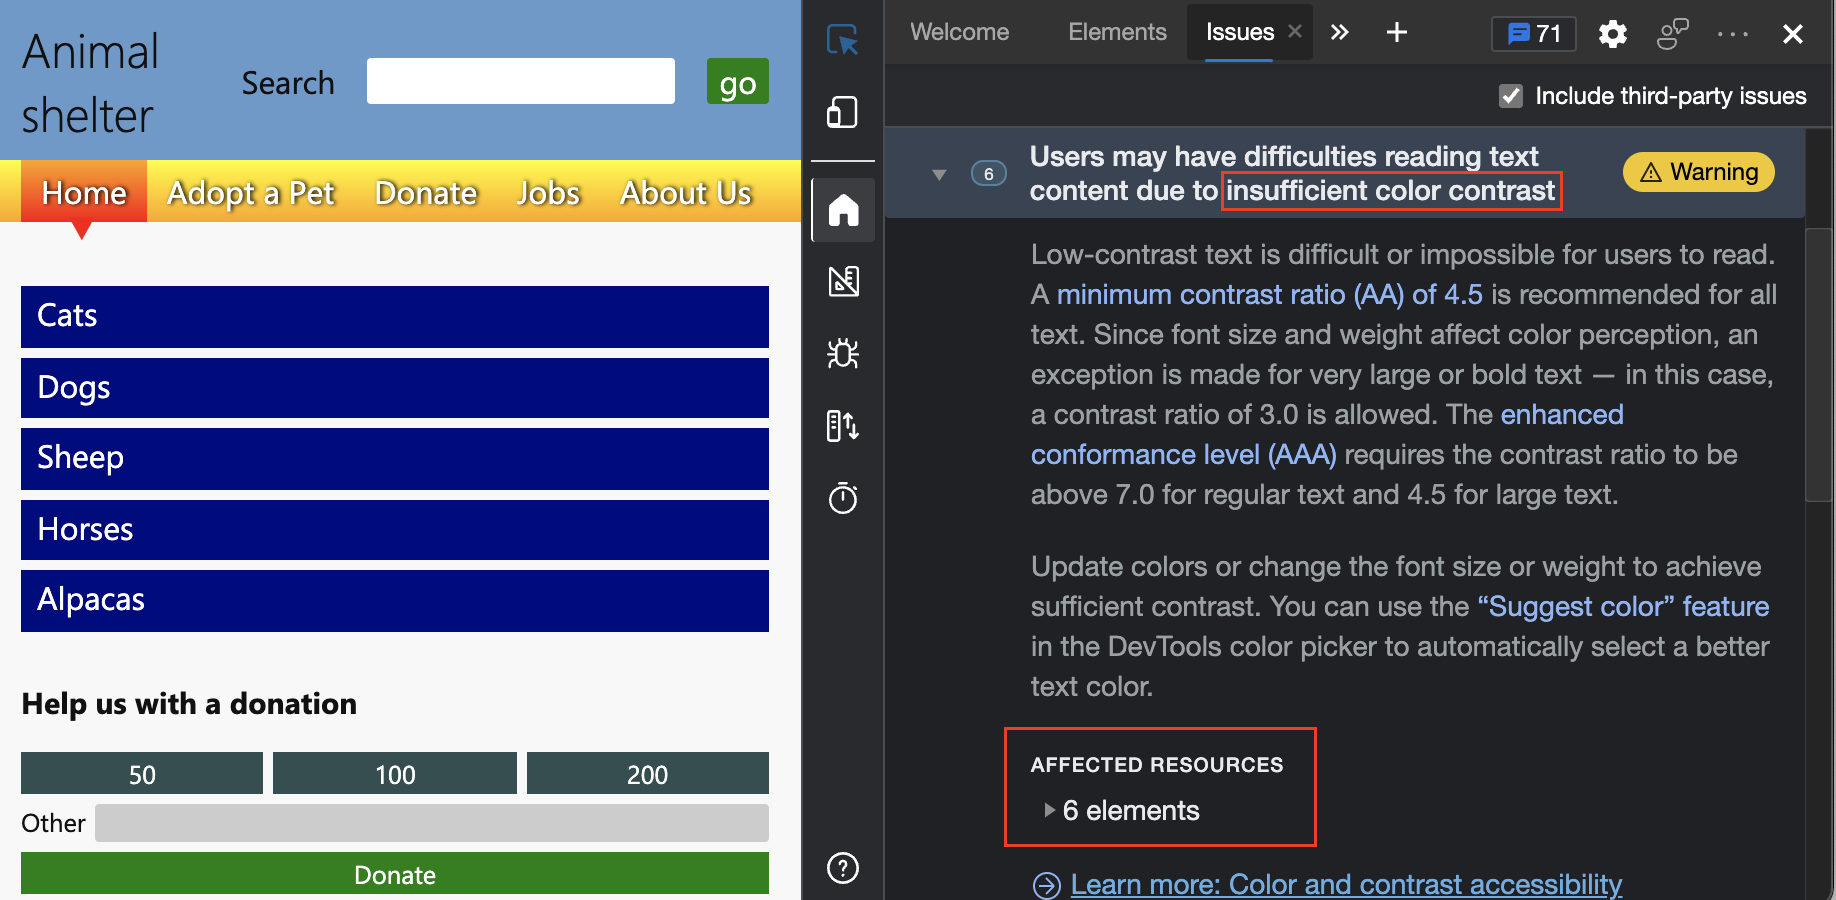 Animal
shelter
Search
go
Home
Adopt a Pet
Donate
Jobs
About Us
Cats
Dogs
Sheep
Horses
Alpacas
Help us with a donation
50
100
200
Other
Donate
Welcome
Elements
Issues
71
Include third-party issues
6
Users may have difficulties reading text
content due to insufficient color contrast
Warning
Low-contrast text is difficult or impossible for users to read.
A minimum contrast ratio (AA) of 4.5 is recommended for all
text. Since font size and weight affect color perception, an
exception is made for very large or bold text — in this case,
a contrast ratio of 3.0 is allowed. The enhanced
conformance level (AAA) requires the contrast ratio to be
above 7.0 for regular text and 4.5 for large text.
Update colors or change the font size or weight to achieve
sufficient contrast. You can use the “Suggest color” feature
in the DevTools color picker to automatically select a better
text color.
AFFECTED RESOURCES
6 elements
Learn more: Color and contrast accessibility